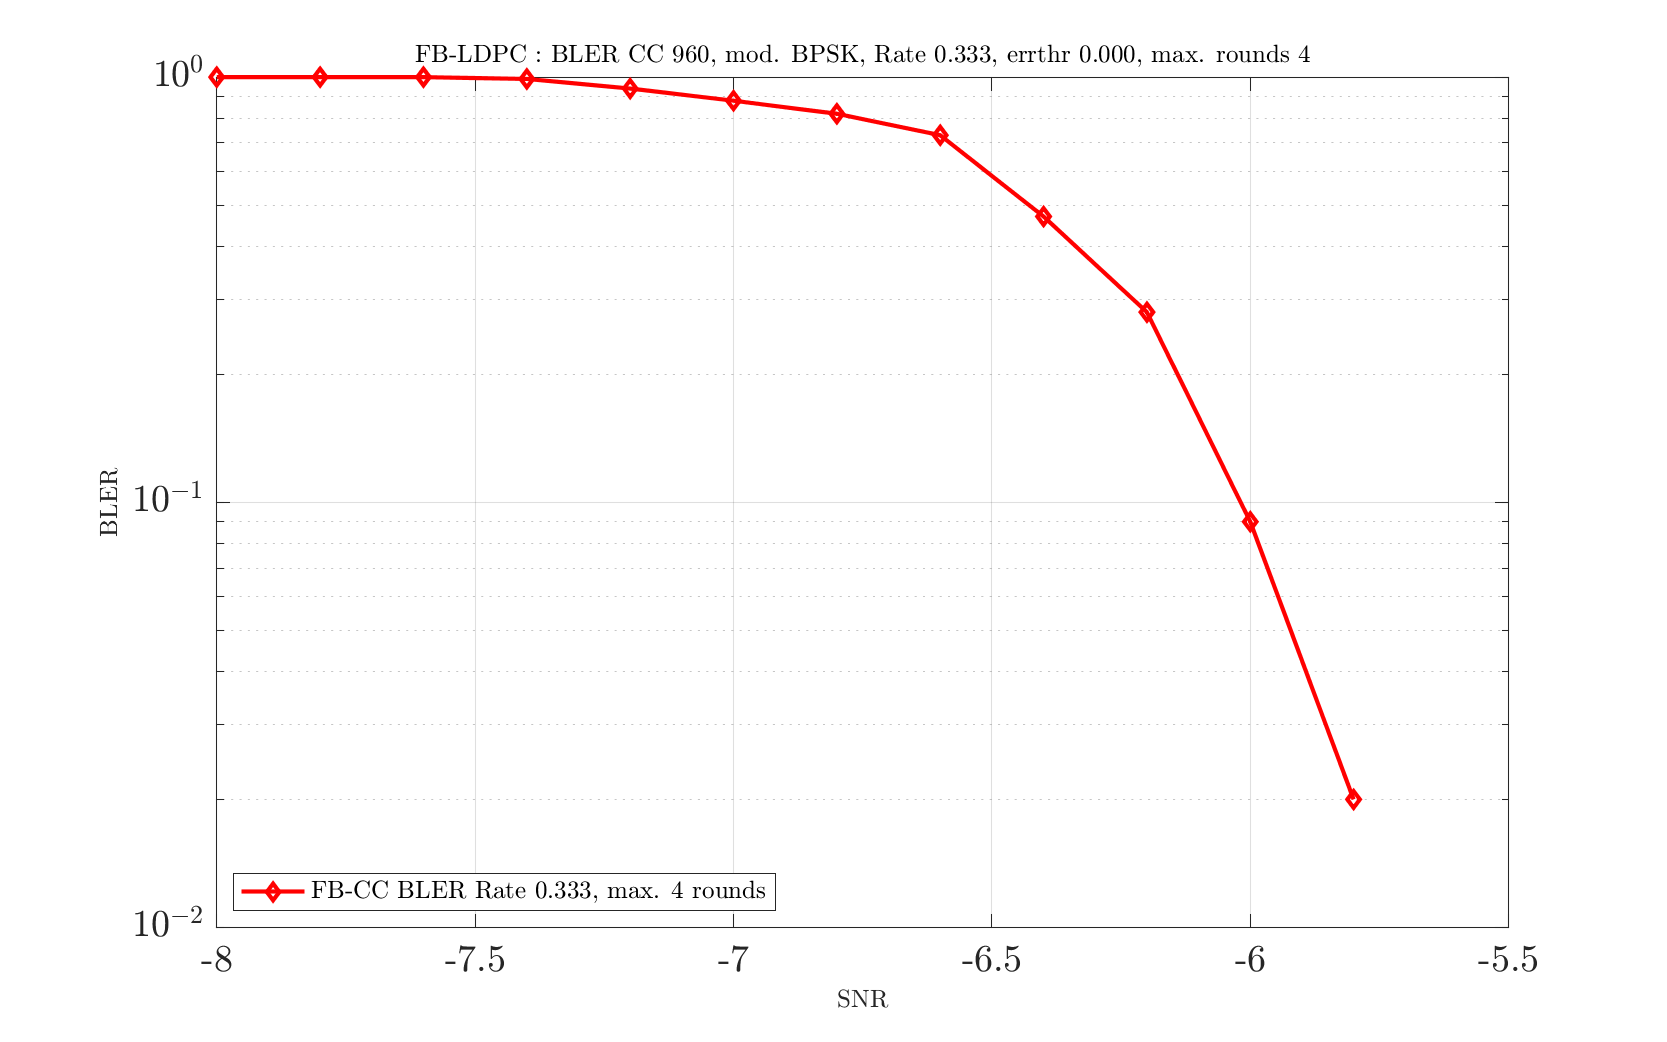 FB-LDPC : BLER CC 960, mod. BPSK, Rate 0.333, errthr 0.000, max. rounds 4
10^0
10^-1
10^-2
BLER
FB-CC BLER Rate 0.333, max. 4 rounds
-8 -7.5 -7 -6.5 -6 -5.5
SNR